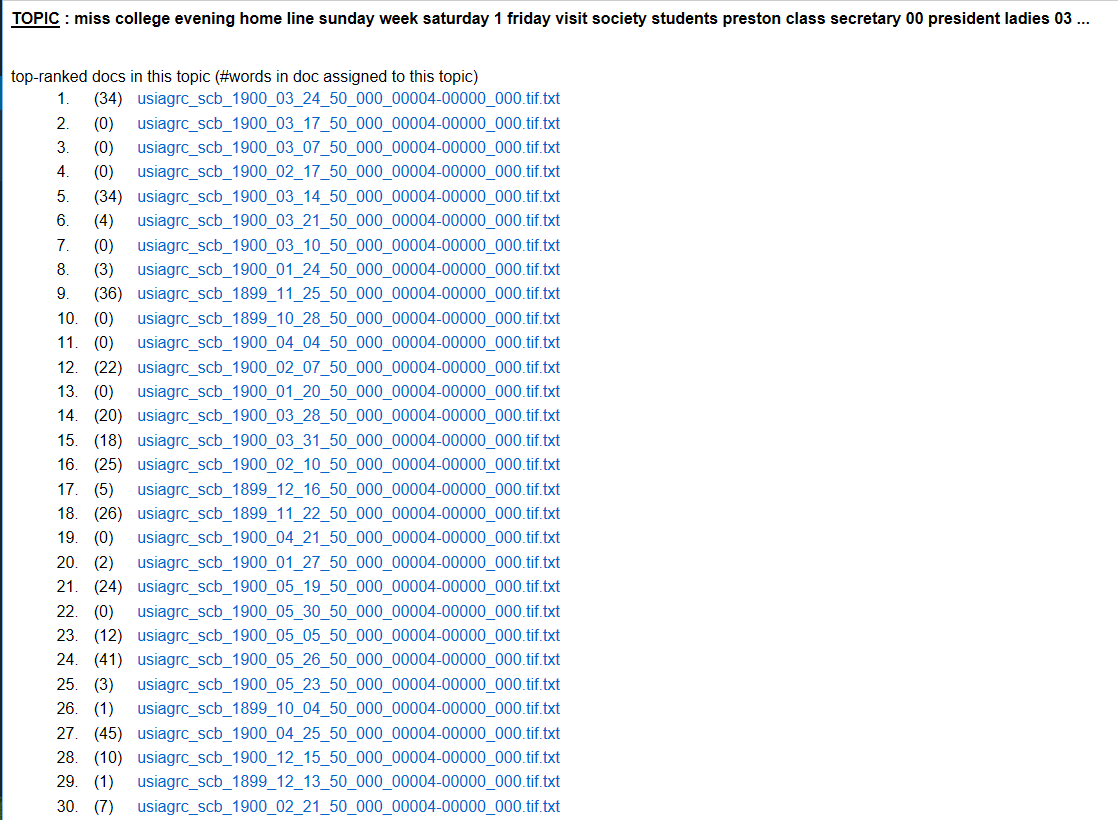 TOPIC : miss college evening home line sunday week saturday 1 friday visit society students preston class secretary 00 president ladies 03 ...
top-ranked docs in this topic (#words in doc assigned to this topic)
1. (34) usiagrc_scb_1900_03_24_50_000_00004-00000_000.tif.txt
2. (0) usiagrc_scb_1900_03_17_50_000_00004-00000_000.tif.txt
3. (0) usiagrc_scb_1900_03_07_50_000_00004-00000_000.tif.txt
4. (0) usiagrc_scb_1900_02_17_50_000_00004-00000_000.tif.txt
5. (34) usiagrc_scb_1900_03_14_50_000_00004-00000_000.tif.txt
6. (4) usiagrc_scb_1900_03_21_50_000_00004-00000_000.tif.txt
7. (0) usiagrc_scb_1900_03_10_50_000_00004-00000_000.tif.txt
8. (3) usiagrc_scb_1900_01_24_50_000_00004-00000_000.tif.txt
9. (36) usiagrc_scb_1899_11_25_50_000_00004-00000_000.tif.txt
10. (0) usiagrc_scb_1899_10_28_50_000_00004-00000_000.tif.txt
11. (0) usiagrc_scb_1900_04_04_50_000_00004-00000_000.tif.txt
12. (22) usiagrc_scb_1900_02_07_50_000_00004-00000_000.tif.txt
13. (0) usiagrc_scb_1900_01_20_50_000_00004-00000_000.tif.txt
14. (20) usiagrc_scb_1900_03_28_50_000_00004-00000_000.tif.txt
15. (18) usiagrc_scb_1900_03_31_50_000_00004-00000_000.tif.txt
16. (25) usiagrc_scb_1900_02_10_50_000_00004-00000_000.tif.txt
17. (5) usiagrc_scb_1899_12_16_50_000_00004-00000_000.tif.txt
18. (26) usiagrc_scb_1899_11_22_50_000_00004-00000_000.tif.txt
19. (0) usiagrc_scb_1900_04_21_50_000_00004-00000_000.tif.txt
20. (2) usiagrc_scb_1900_01_27_50_000_00004-00000_000.tif.txt
21. (24) usiagrc_scb_1900_05_19_50_000_00004-00000_000.tif.txt
22. (0) usiagrc_scb_1900_05_30_50_000_00004-00000_000.tif.txt
23. (12) usiagrc_scb_1900_05_05_50_000_00004-00000_000.tif.txt
24. (41) usiagrc_scb_1900_05_26_50_000_00004-00000_000.tif.txt
25. (3) usiagrc_scb_1900_05_23_50_000_00004-00000_000.tif.txt
26. (1) usiagrc_scb_1899_10_04_50_000_00004-00000_000.tif.txt
27. (45) usiagrc_scb_1900_04_25_50_000_00004-00000_000.tif.txt
28. (10) usiagrc_scb_1900_12_15_50_000_00004-00000_000.tif.txt
29. (1) usiagrc_scb_1899_12_13_50_000_00004-00000_000.tif.txt
30. (7) usiagrc_scb_1900_02_21_50_000_00004-00000_000.tif.txt